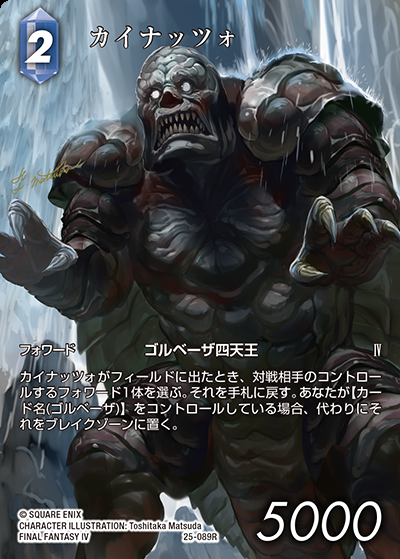 2
カイナッツォ
フォワード ゴルベーザ四天王 Ⅳ
カイナッツォがフィールドに出たとき、対戦相手のコントロー
ルするフォワード1体を選ぶ。それを手札に戻す。あなたが【カー
ド名(ゴルベーザ)】をコントロールしている場合、代わりにそ
れをブレイクゾーンに置く。
© SQUARE ENIX
CHARACTER ILLUSTRATION: Toshitaka Matsuda
FINAL FANTASY IV 25-089R
5000